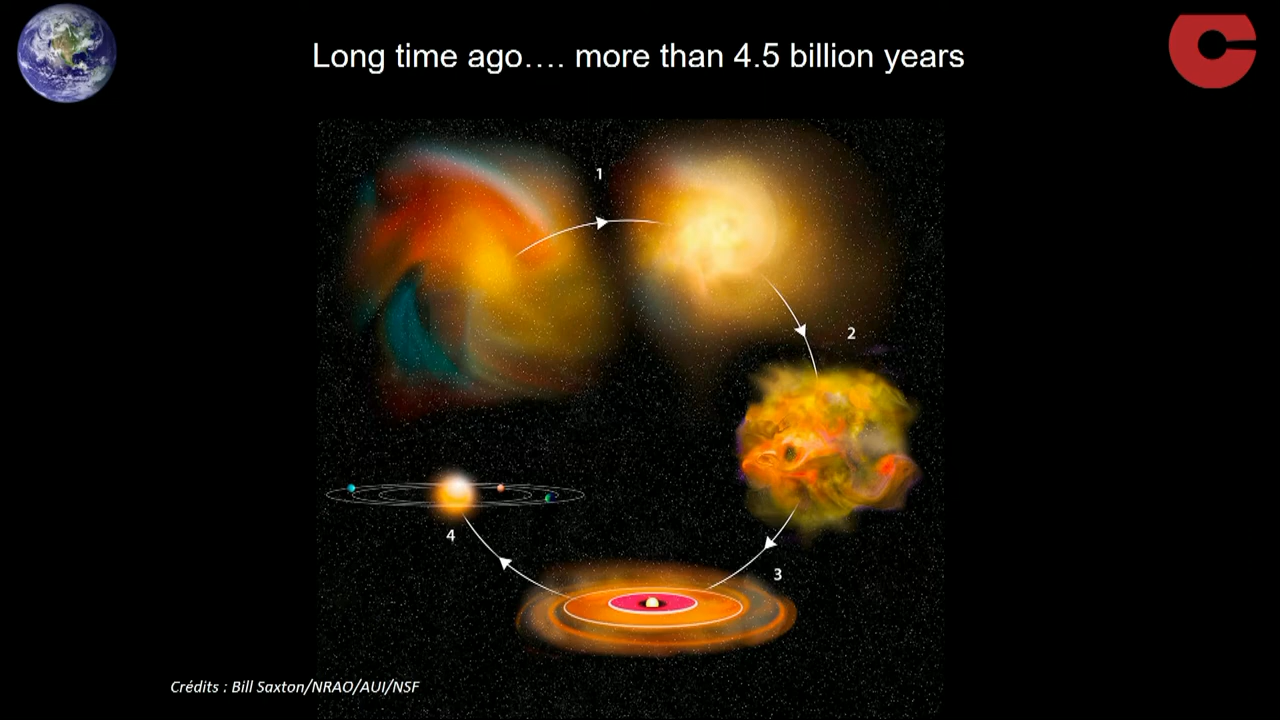 Long time ago…. more than 4.5 billion years
1
2
3
4
Crédits : Bill Saxton/NRAO/AUI/NSF